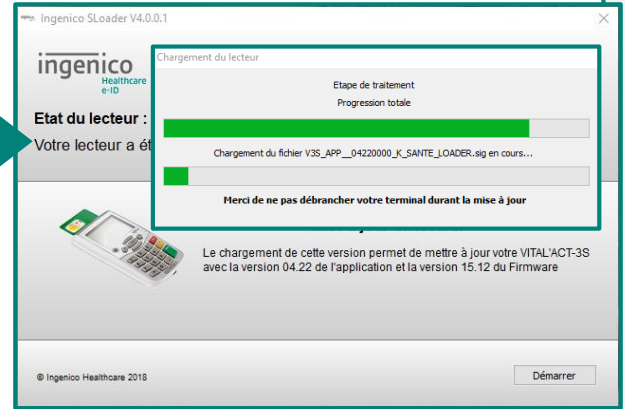 Ingenico SLoader V4.0.0.1
ingenico
Healthcare
e-ID
Etat du lecteur :
Votre lecteur a ét
Chargement du lecteur
Etape de traitement
Progression totale
Chargement du fichier V3S_APP__04220000_K_SANTE_LOADER.sig en cours...
Merci de ne pas débrancher votre terminal durant la mise à jour
Le chargement de cette version permet de mettre à jour votre VITAL'ACT-3S
avec la version 04.22 de l'application et la version 15.12 du Firmware
© Ingenico Healthcare 2018
Démarrer